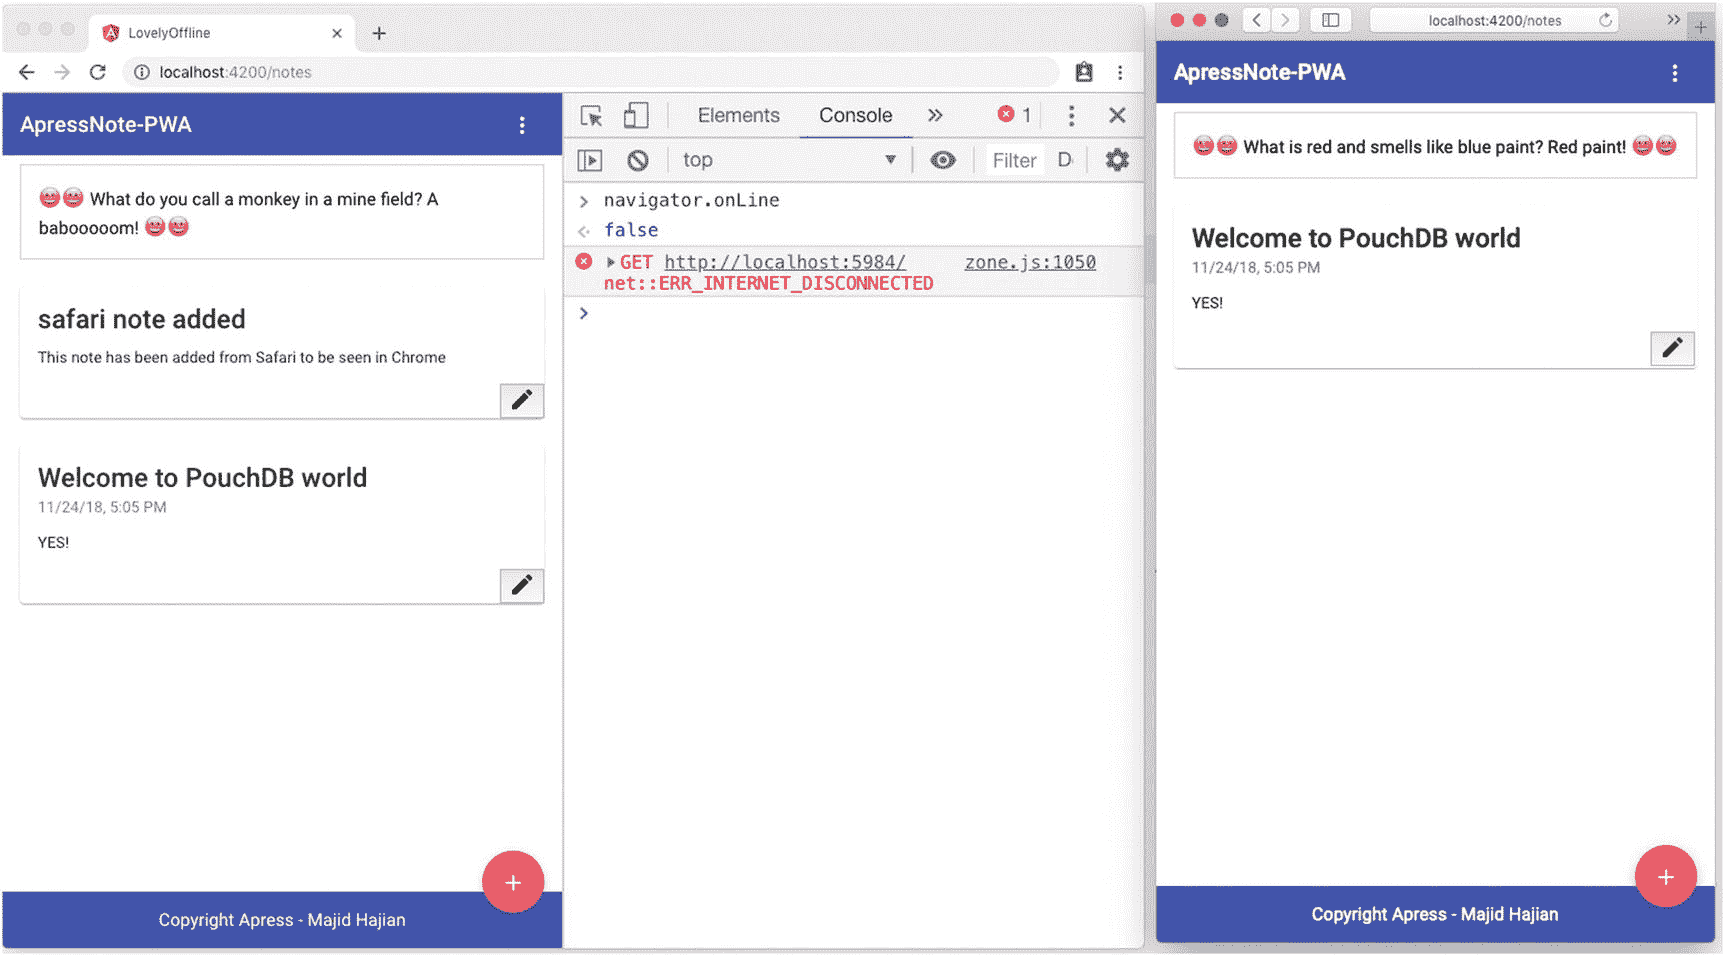 LovelyOffline
localhost:4200/notes
ApressNote-PWA
What do you call a monkey in a mine field? A
babooooom!
safari note added
This note has been added from Safari to be seen in Chrome
Welcome to PouchDB world
11/24/18, 5:05 PM
YES!
+
Copyright Apress - Majid Hajian
Elements Console » 1
top Filter D
navigator.onLine
false
GET http://localhost:5984/ zone.js:1050
net::ERR_INTERNET_DISCONNECTED
localhost:4200/notes
ApressNote-PWA
What is red and smells like blue paint? Red paint!
Welcome to PouchDB world
11/24/18, 5:05 PM
YES!
+
Copyright Apress - Majid Hajian